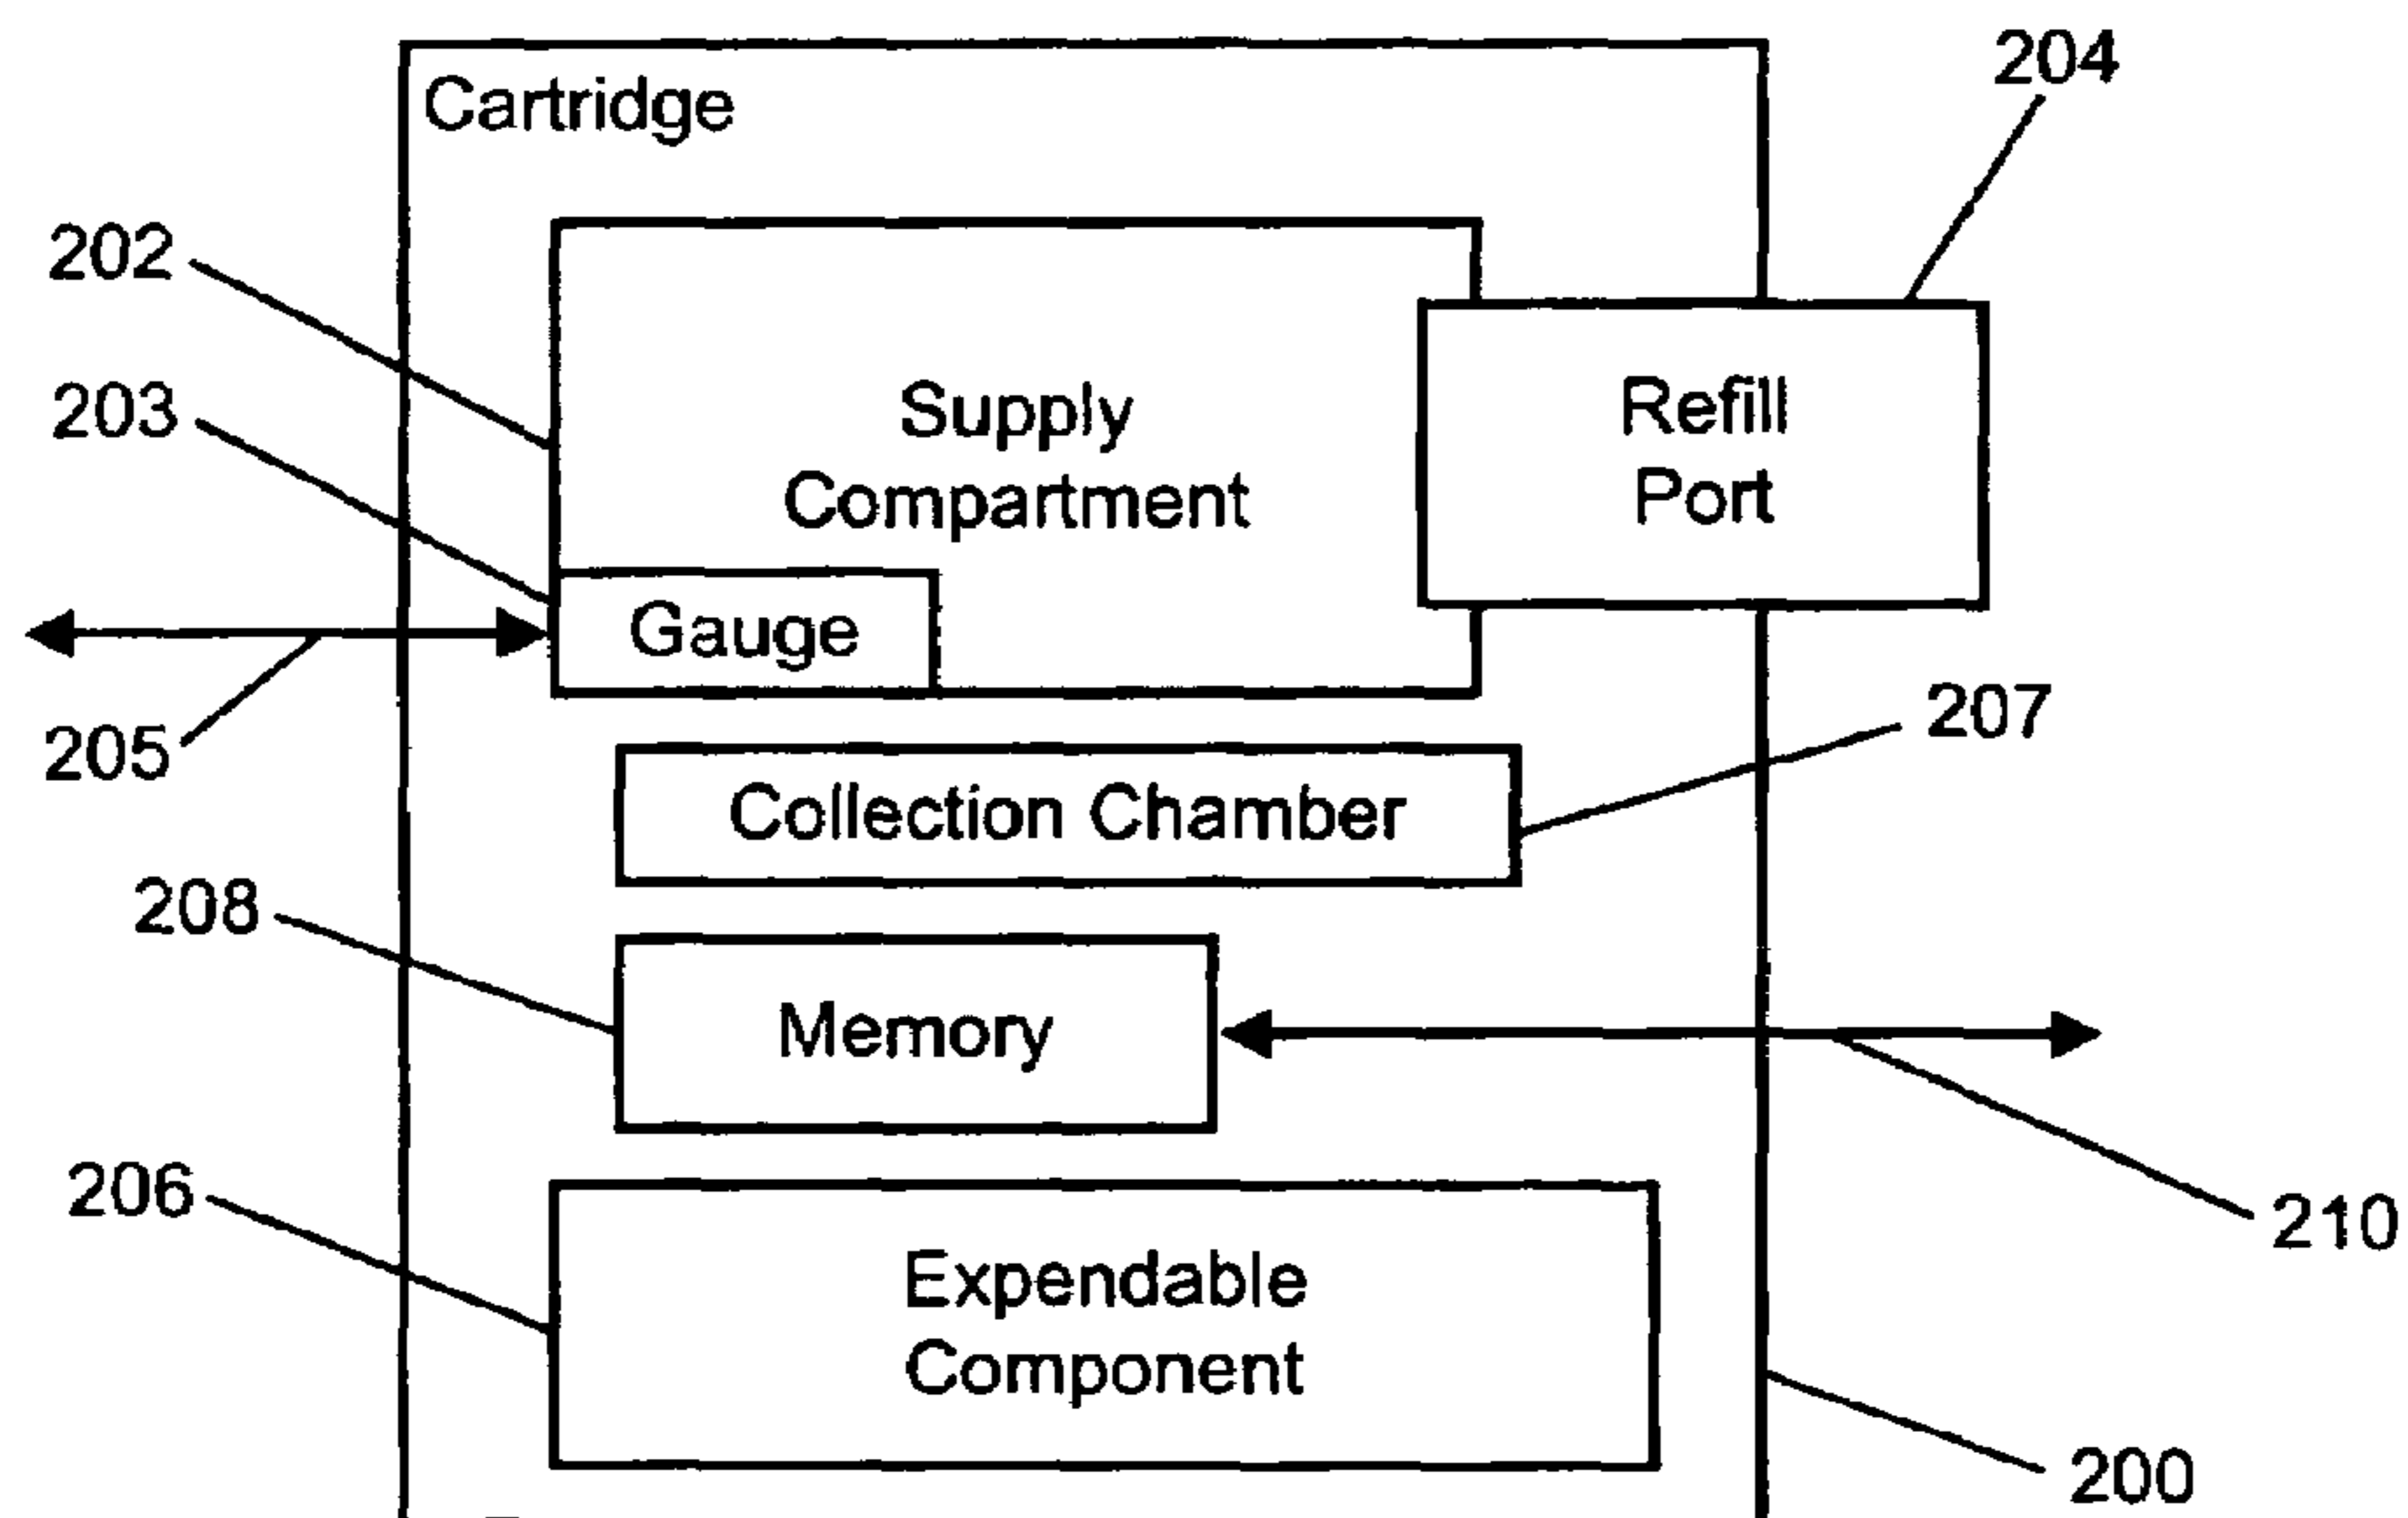 Cartridge
204
202
203
Supply
Compartment
Refill
Port
Gauge
205
207
Collection Chamber
208
Memory
206
210
Expendable
Component
200